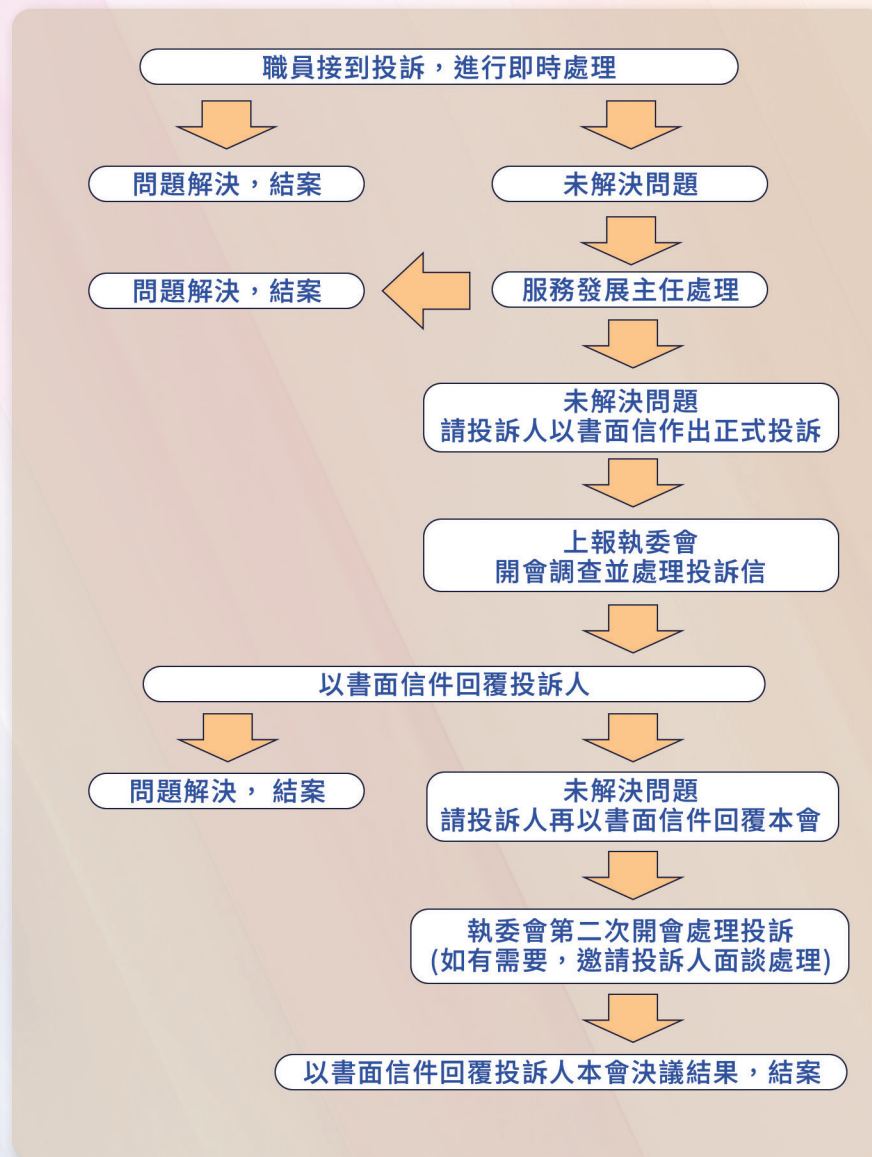 職員接到投訴，進行即時處理
問題解決，結案
未解決問題
問題解決，結案
服務發展主任處理
未解決問題
請投訴人以書面信作出正式投訴
上報執委會
開會調查並處理投訴信
以書面信件回覆投訴人
問題解決， 結案
未解決問題
請投訴人再以書面信件回覆本會
執委會第二次開會處理投訴
(如有需要，邀請投訴人面談處理)
以書面信件回覆投訴人本會決議結果，結案